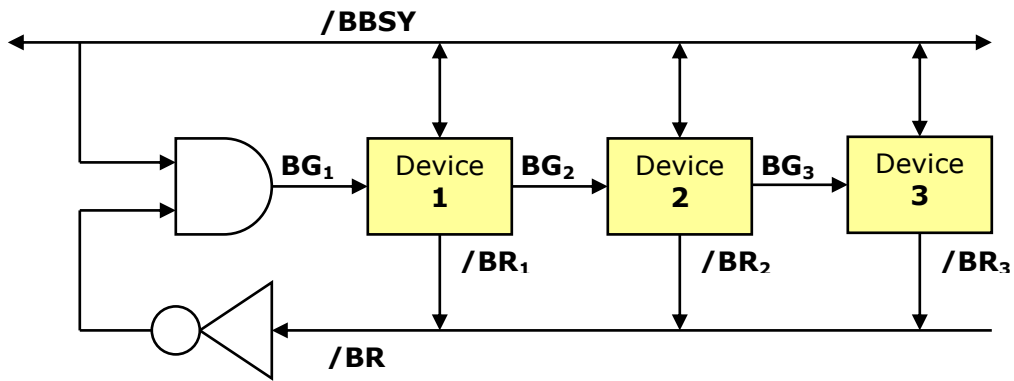 /BBSY
BG₁
Device
1
BG₂
Device
2
BG₃
Device
3
/BR₁
/BR₂
/BR₃
/BR